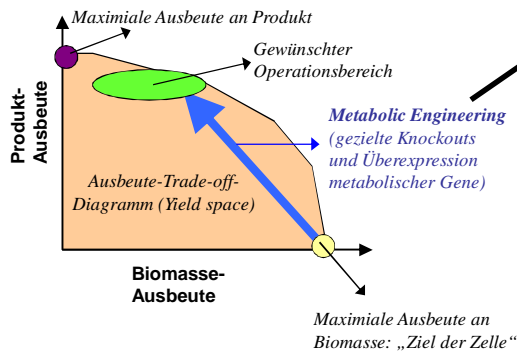 Maximiale Ausbeute an Produkt
Gewünschter
Operationsbereich
Produkt-
Ausbeute
Metabolic Engineering
(gezielte Knockouts
und Überexpression
metabolischer Gene)
Ausbeute-Trade-off-
Diagramm (Yield space)
Biomasse-
Ausbeute
Maximiale Ausbeute an
Biomasse: „Ziel der Zelle“